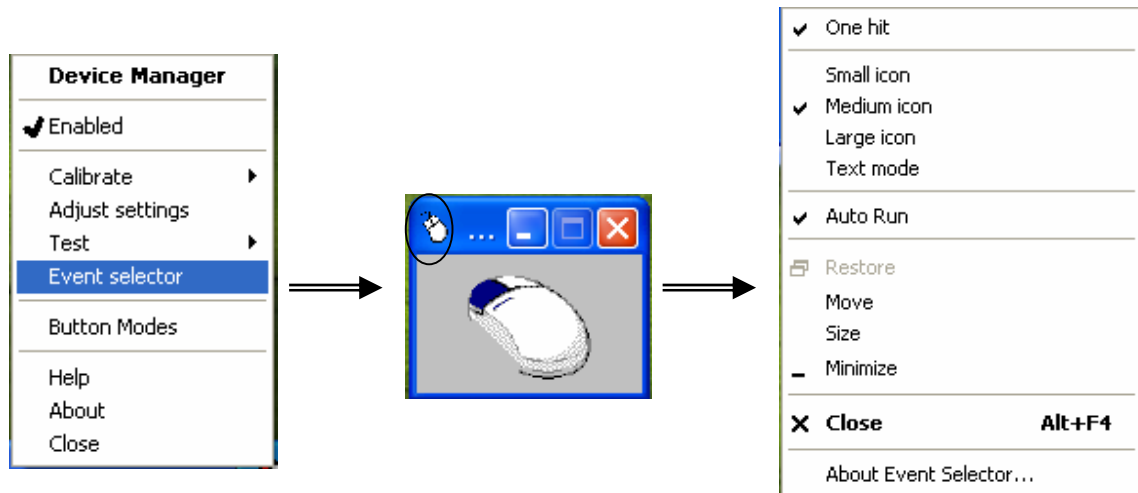 Device Manager
Enabled
Calibrate
Adjust settings
Test
Event selector
Button Modes
Help
About
Close
...
One hit
Small icon
Medium icon
Large icon
Text mode
Auto Run
Restore
Move
Size
Minimize
Close Alt+F4
About Event Selector...